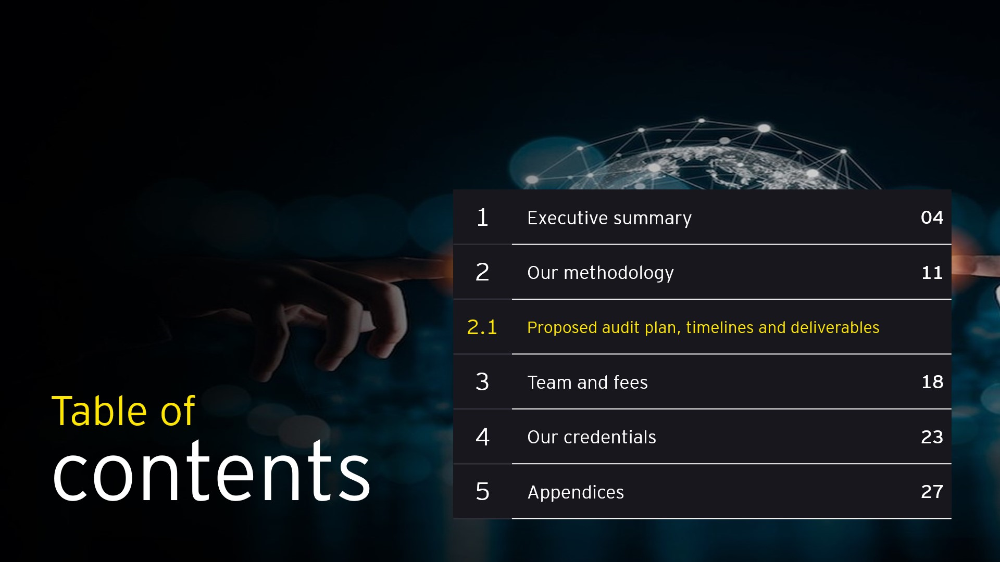 Table of
contents
1 Executive summary 04
2 Our methodology 11
2.1 Proposed audit plan, timelines and deliverables
3 Team and fees 18
4 Our credentials 23
5 Appendices 27